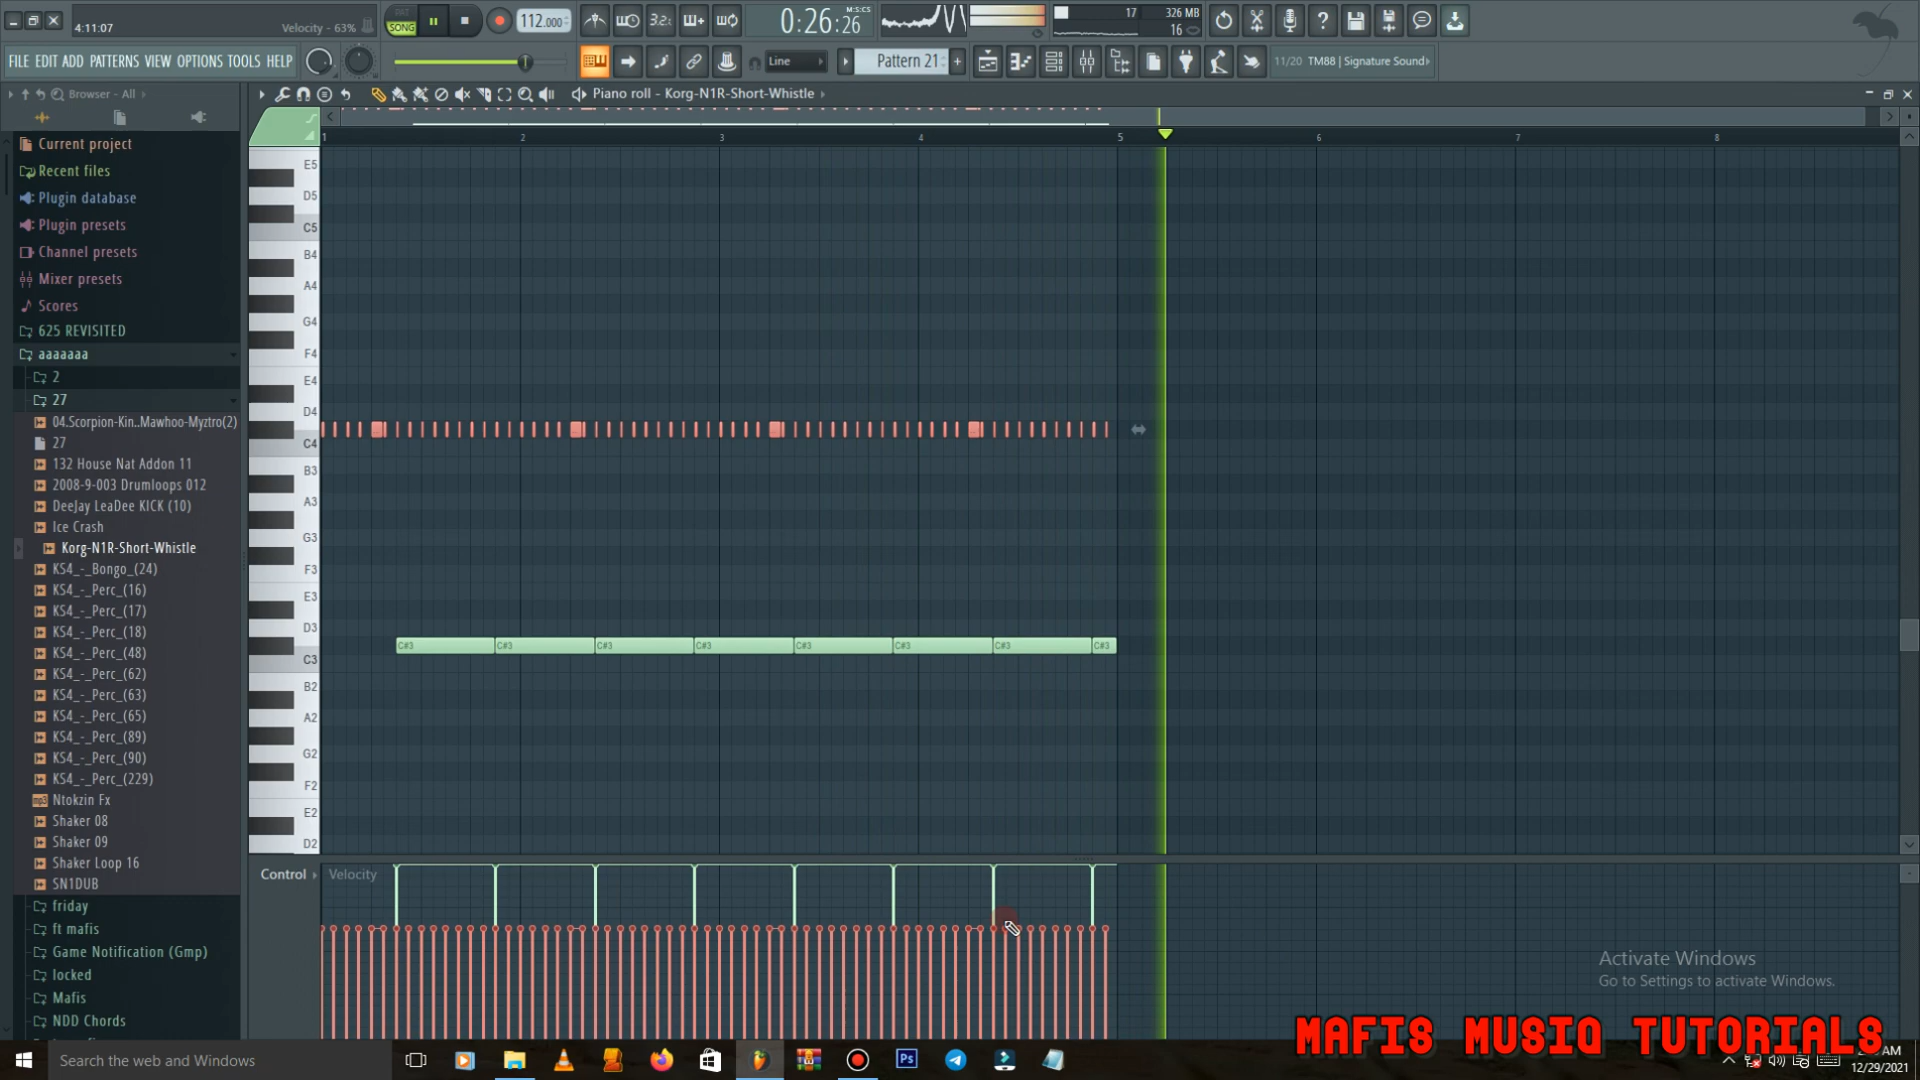 4:11:07
Velocity - 63%
PAT
SONG
112.000
3.2:
0:26:26
M:S:CS
17
326 MB
16
FILE EDIT ADD PATTERNS VIEW OPTIONS TOOLS HELP
Line
Pattern 21
11/20 TM88 | Signature Sound
Browser - All
Piano roll - Korg-N1R-Short-Whistle
1 2 3 4 5 6 7 8
Current project
Recent files
Plugin database
Plugin presets
Channel presets
Mixer presets
Scores
625 REVISITED
aaaaaaa
2
27
04.Scorpion-Kin..Mawhoo-Myztro(2)
27
132 House Nat Addon 11
2008-9-003 Drumloops 012
DeeJay LeaDee KICK (10)
Ice Crash
Korg-N1R-Short-Whistle
KS4_-_Bongo_(24)
KS4_-_Perc_(16)
KS4_-_Perc_(17)
KS4_-_Perc_(18)
KS4_-_Perc_(48)
KS4_-_Perc_(62)
KS4_-_Perc_(63)
KS4_-_Perc_(65)
KS4_-_Perc_(89)
KS4_-_Perc_(90)
KS4_-_Perc_(229)
mp3 Ntokzin Fx
Shaker 08
Shaker 09
Shaker Loop 16
SN1DUB
friday
ft mafis
Game Notification (Gmp)
locked
Mafis
NDD Chords
E5
D5
C5
B4
A4
G4
F4
E4
D4
C4
B3
A3
G3
F3
E3
D3
C3
B2
A2
G2
F2
E2
D2
C#3 C#3 C#3 C#3 C#3 C#3 C#3 C#3
Control
Velocity
Activate Windows
Go to Settings to activate Windows.
MAFIS MUSIQ TUTORIALS
Search the web and Windows
Ps
AM
12/29/2021